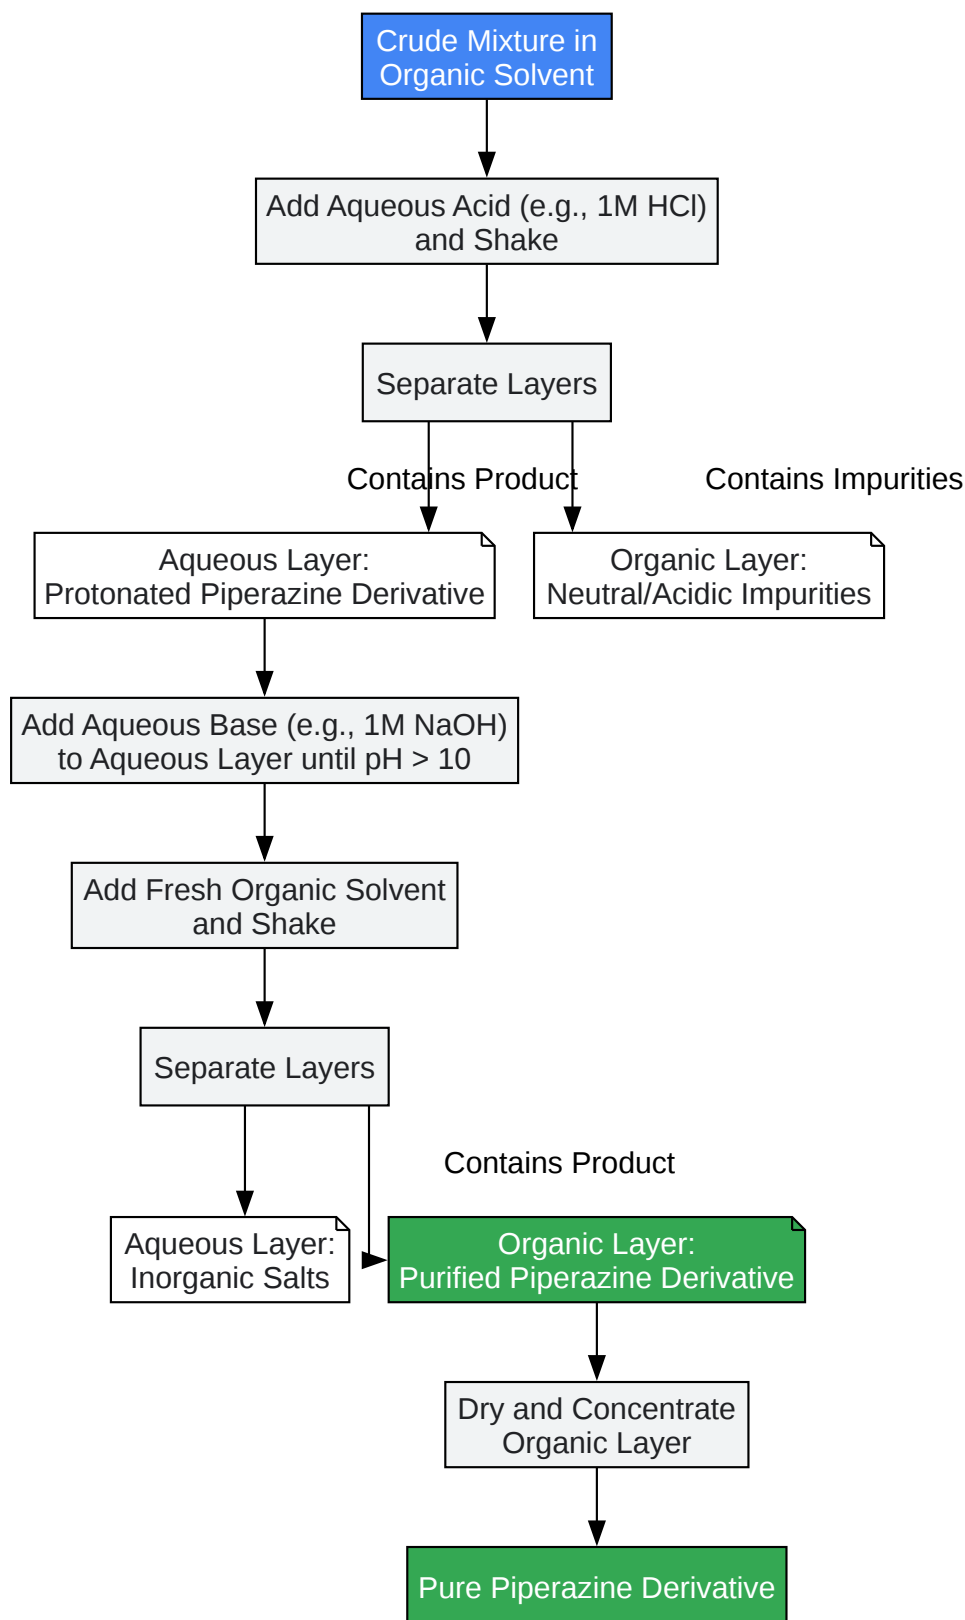 Crude Mixture in
Organic Solvent
Add Aqueous Acid (e.g., 1M HCl)
and Shake
Separate Layers
Contains Product
Contains Impurities
Aqueous Layer:
Protonated Piperazine Derivative
Organic Layer:
Neutral/Acidic Impurities
Add Aqueous Base (e.g., 1M NaOH)
to Aqueous Layer until pH > 10
Add Fresh Organic Solvent
and Shake
Separate Layers
Contains Product
Aqueous Layer:
Inorganic Salts
Organic Layer:
Purified Piperazine Derivative
Dry and Concentrate
Organic Layer
Pure Piperazine Derivative